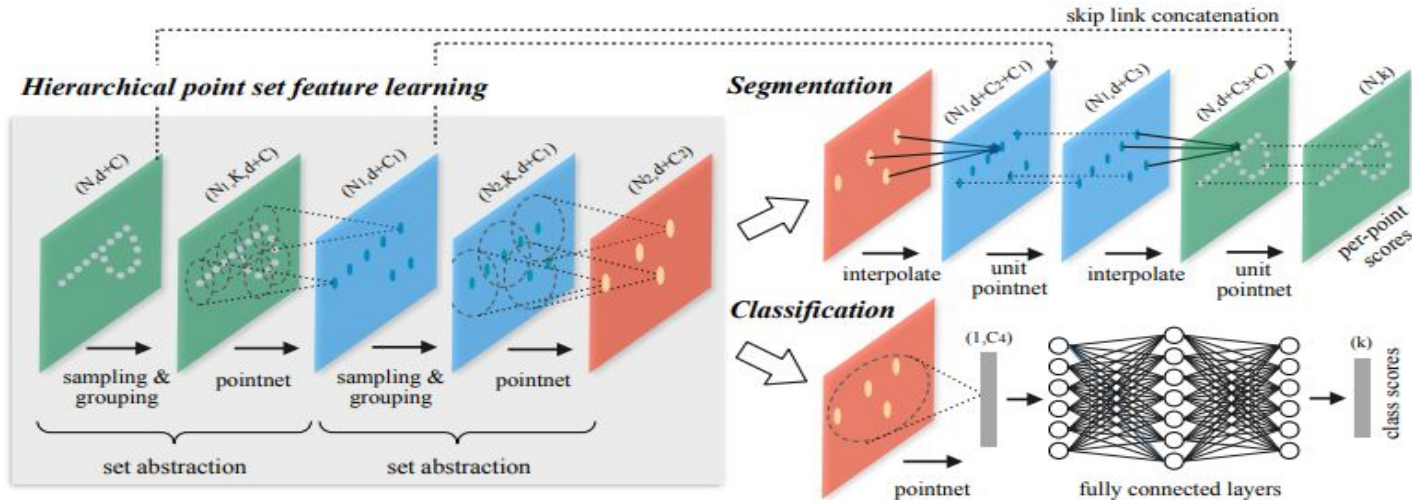 skip link concatenation
Hierarchical point set feature learning
(N,d+C)
(N1,K,d+C)
(N1,d+C1)
(N2,K,d+C1)
(N2,d+C2)
sampling &
grouping
pointnet
sampling &
grouping
pointnet
set abstraction
set abstraction
Segmentation
(N1,d+C2+C1)
(N1,d+C3)
(N,d+C3+C)
(N,k)
interpolate
unit
pointnet
interpolate
unit
pointnet
per-point
scores
Classification
(1,C4)
(k)
class scores
pointnet
fully connected layers